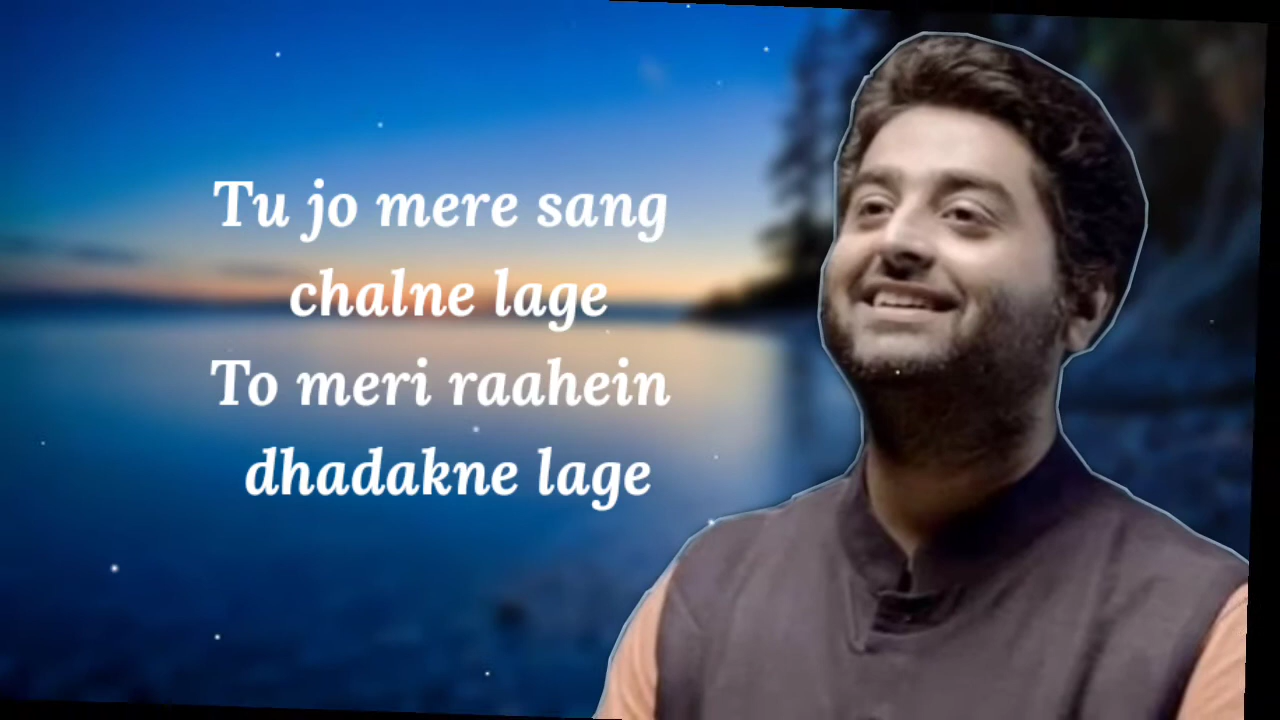 Tu jo mere sang
chalne lage
To meri raahein
dhadakne lage